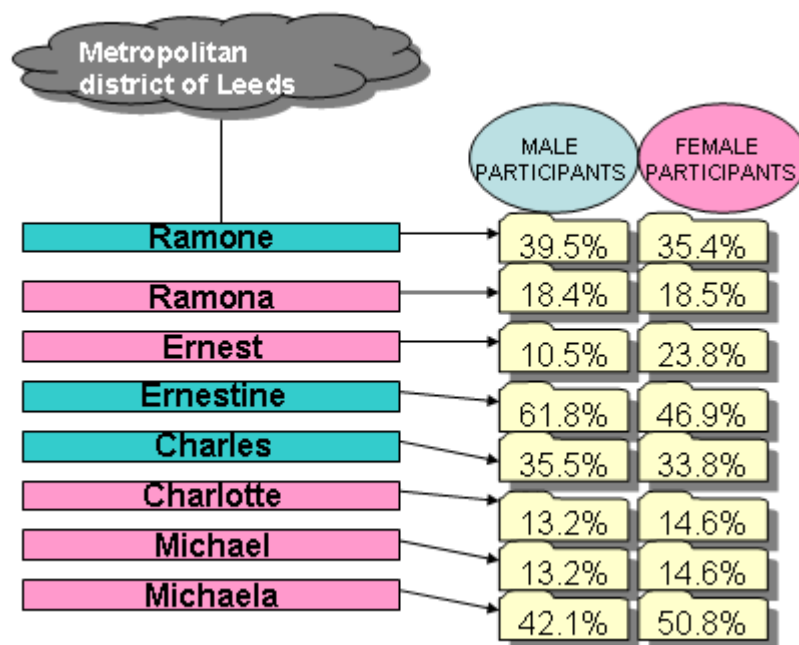 Metropolitan
district of Leeds
MALE
PARTICIPANTS
FEMALE
PARTICIPANTS
Ramone 39.5% 35.4%
Ramona 18.4% 18.5%
Ernest 10.5% 23.8%
Ernestine 61.8% 46.9%
Charles 35.5% 33.8%
Charlotte 13.2% 14.6%
Michael 13.2% 14.6%
Michaela 42.1% 50.8%